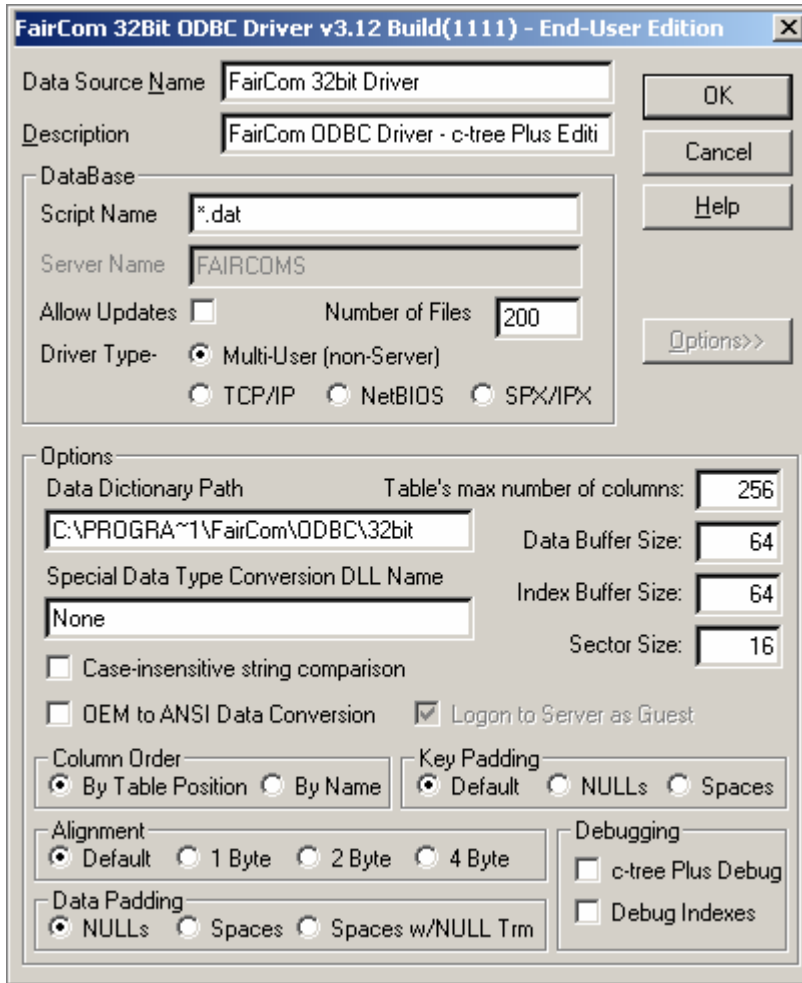 FairCom 32Bit ODBC Driver v3.12 Build(1111) - End-User Edition
Data Source Name FairCom 32bit Driver
OK
Description FairCom ODBC Driver - c-tree Plus Editi
Cancel
Help
DataBase
Script Name *.dat
Server Name FAIRCOMS
Allow Updates Number of Files 200
Options>>
Driver Type- Multi-User (non-Server)
TCP/IP NetBIOS SPX/IPX
Options
Data Dictionary Path Table's max number of columns: 256
C:\PROGRA~1\FairCom\ODBC\32bit Data Buffer Size: 64
Special Data Type Conversion DLL Name Index Buffer Size: 64
None Sector Size: 16
Case-insensitive string comparison
OEM to ANSI Data Conversion Logon to Server as Guest
Column Order Key Padding
By Table Position By Name Default NULLs Spaces
Alignment Debugging
Default 1 Byte 2 Byte 4 Byte c-tree Plus Debug
Data Padding
NULLs Spaces Spaces w/NULL Trm Debug Indexes